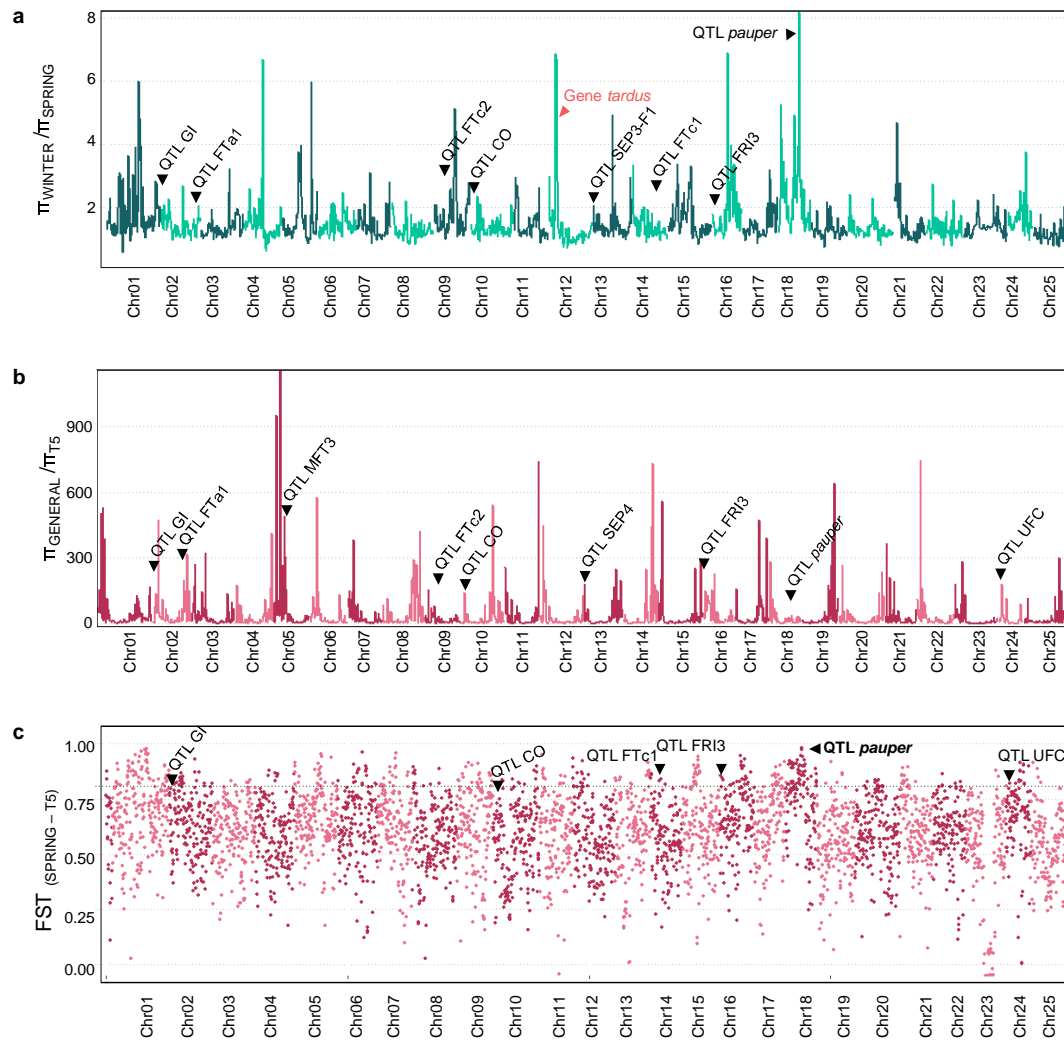 a
π WINTER /π SPRING
8
6
4
2
QTL GI
QTL FTa1
QTL FTc2
QTL CO
Gene tardus
QTL SEP3-F1
QTL FTc1
QTL FRI3
QTL pauper
Chr01 Chr02 Chr03 Chr04 Chr05 Chr06 Chr07 Chr08 Chr09 Chr10 Chr11 Chr12 Chr13 Chr14 Chr15 Chr16 Chr17 Chr18 Chr19 Chr20 Chr21 Chr22 Chr23 Chr24 Chr25
b
π GENERAL /π T5
900
600
300
0
QTL GI
QTL FTa1
QTL MFT3
QTL FTc2
QTL CO
QTL SEP4
QTL FRI3
QTL pauper
QTL UFC
Chr01 Chr02 Chr03 Chr04 Chr05 Chr06 Chr07 Chr08 Chr09 Chr10 Chr11 Chr12 Chr13 Chr14 Chr15 Chr16 Chr17 Chr18 Chr19 Chr20 Chr21 Chr22 Chr23 Chr24 Chr25
c
FST (SPRING – T5)
1.00
0.75
0.50
0.25
0.00
QTL GI
QTL CO
QTL FTc1
QTL FRI3
QTL pauper
QTL UFC
Chr01 Chr02 Chr03 Chr04 Chr05 Chr06 Chr07 Chr08 Chr09 Chr10 Chr11 Chr12 Chr13 Chr14 Chr15 Chr16 Chr17 Chr18 Chr19 Chr20 Chr21 Chr22 Chr23 Chr24 Chr25